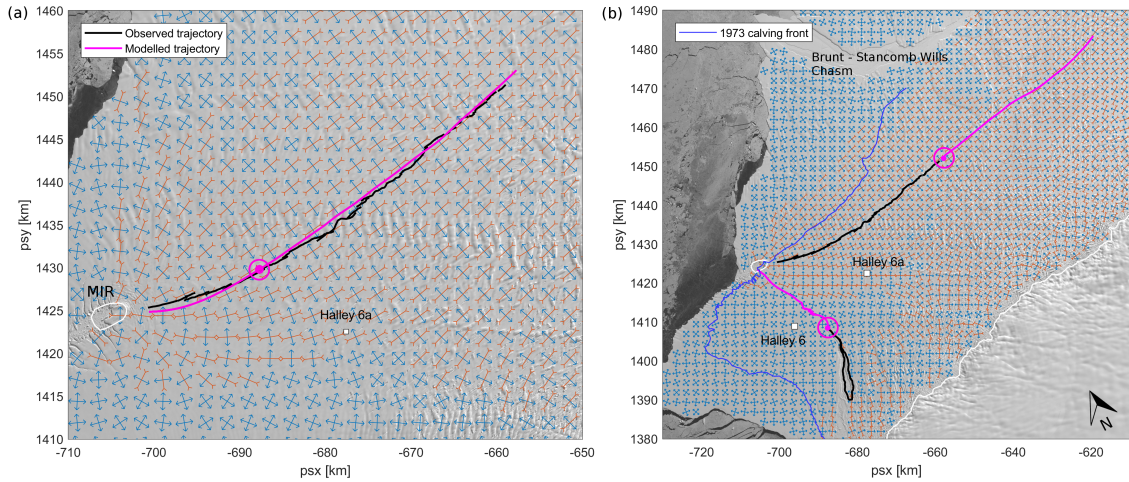 (a)
Observed trajectory
Modelled trajectory
MIR
Halley 6a
1460
1455
1450
1445
1440
1435
1430
1425
1420
1415
1410
psy [km]
-710
-700
-690
-680
-670
-660
-650
psx [km]
(b)
1973 calving front
Brunt - Stancomb Wills
Chasm
Halley 6a
Halley 6
N
1490
1480
1470
1460
1450
1440
1430
1420
1410
1400
1390
1380
psy [km]
-720
-700
-680
-660
-640
-620
psx [km]